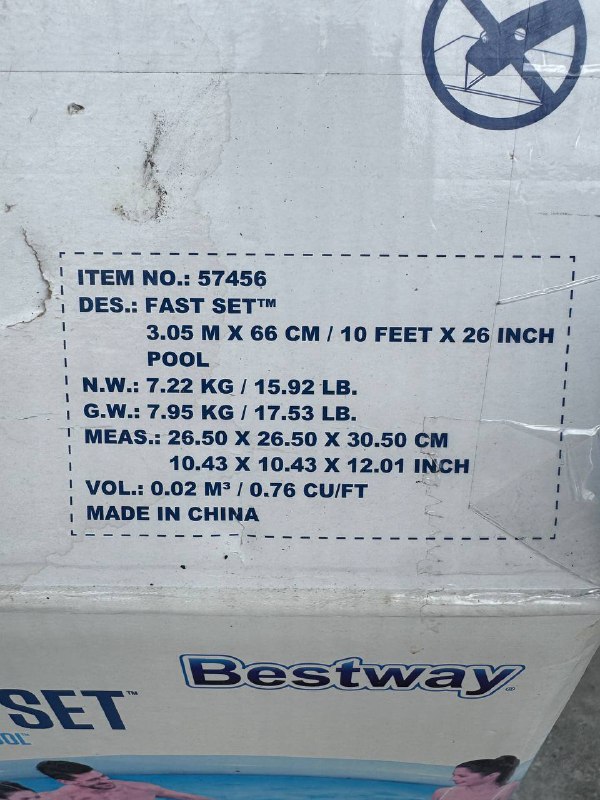 ITEM NO.: 57456
DES.: FAST SET™
3.05 M X 66 CM / 10 FEET X 26 INCH
POOL
N.W.: 7.22 KG / 15.92 LB.
G.W.: 7.95 KG / 17.53 LB.
MEAS.: 26.50 X 26.50 X 30.50 CM
10.43 X 10.43 X 12.01 INCH
VOL.: 0.02 M³ / 0.76 CU/FT
MADE IN CHINA
Bestway®
SET™